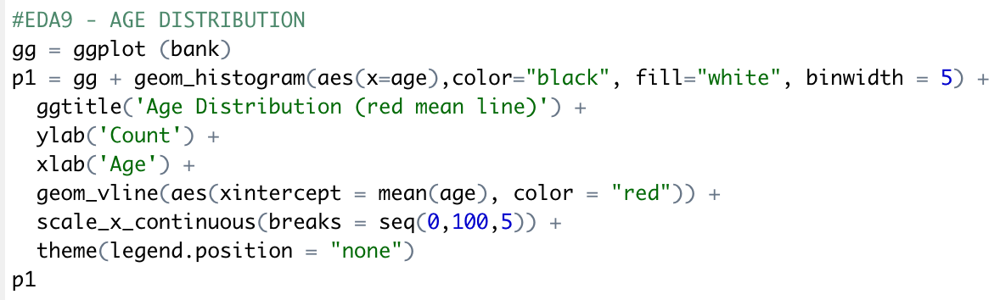 #EDA9 - AGE DISTRIBUTION
gg = ggplot (bank)
p1 = gg + geom_histogram(aes(x=age),color="black", fill="white", binwidth = 5) +
  ggtitle('Age Distribution (red mean line)') +
  ylab('Count') +
  xlab('Age') +
  geom_vline(aes(xintercept = mean(age), color = "red")) +
  scale_x_continuous(breaks = seq(0,100,5)) +
  theme(legend.position = "none")
p1